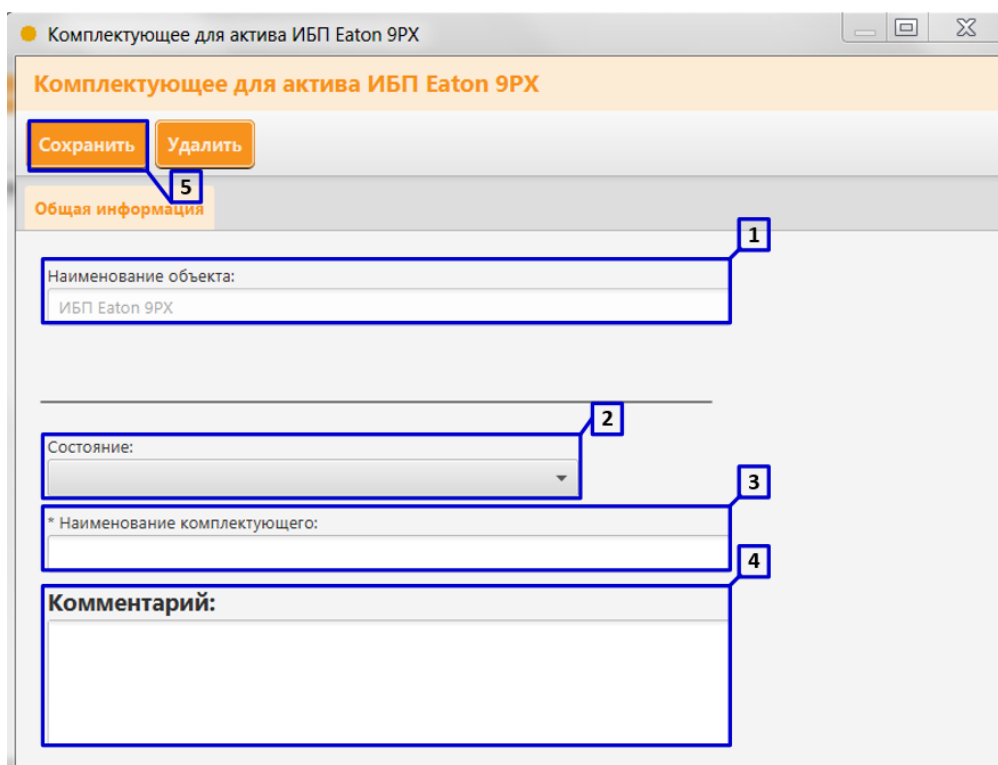 Комплектующее для актива ИБП Eaton 9PX
Комплектующее для актива ИБП Eaton 9PX
Сохранить Удалить
5
Общая информация
1
Наименование объекта:
ИБП Eaton 9PX
2
Состояние:
3
* Наименование комплектующего:
4
Комментарий: